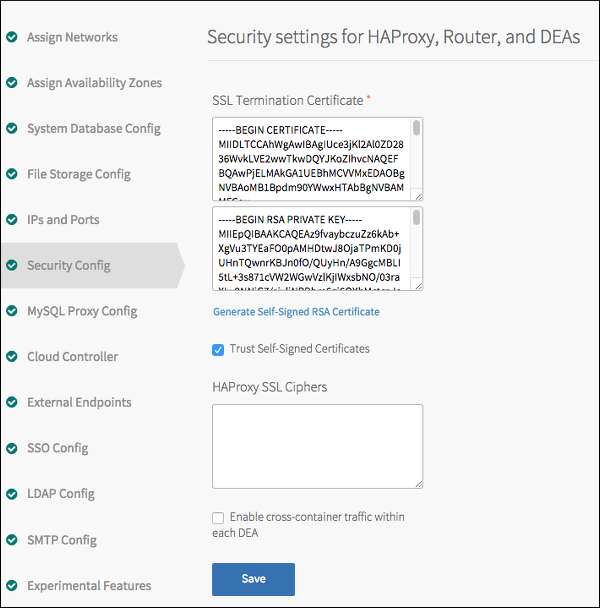 Assign Networks
Assign Availability Zones
System Database Config
File Storage Config
IPs and Ports
Security Config
MySQL Proxy Config
Cloud Controller
External Endpoints
SSO Config
LDAP Config
SMTP Config
Experimental Features
Security settings for HAProxy, Router, and DEAs
SSL Termination Certificate *
-----BEGIN CERTIFICATE-----
MIIDLTCCAhWgAwIBAgIUce3jKl2Al0ZD28
36WvkLVE2wwTkwDQYJKoZIhvcNAQEF
BQAwPjELMAkGA1UEBhMCVVMxEDAOBg
NVBAoMB1Bpdm90YWwxHTAbBgNVBAM
-----BEGIN RSA PRIVATE KEY-----
MIIEpQIBAAKCAQEAz9fvaybczuZz6kAb+
XgVu3TYEaFO0pAMHDtwJ8OjaTPmKD0j
UHnTQwnrKBJn0fO/QUyHn/A9GgcMBLI
5tL+3s871cVW2WGwVzlKjIWxsbNO/03ra
Generate Self-Signed RSA Certificate
Trust Self-Signed Certificates
HAProxy SSL Ciphers
Enable cross-container traffic within
each DEA
Save